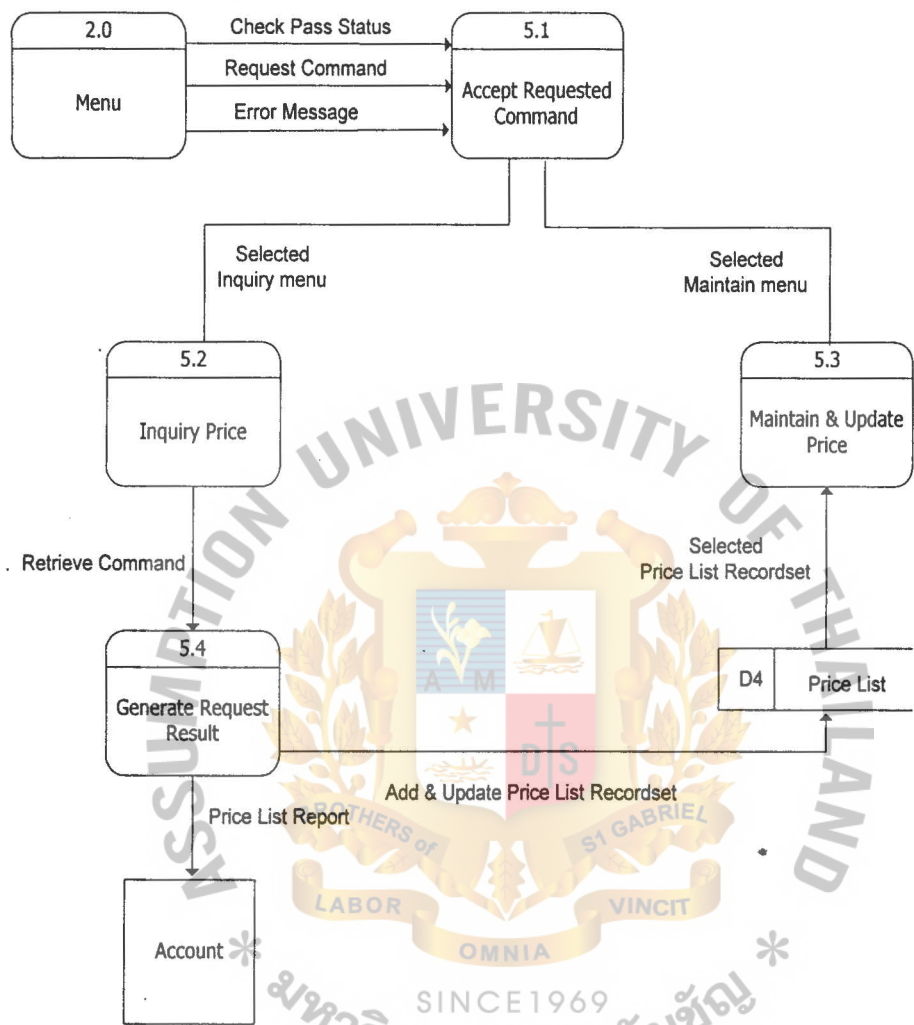 2.0
Menu
Check Pass Status
Request Command
Error Message
5.1
Accept Requested
Command
Selected
Inquiry menu
Selected
Maintain menu
5.2
Inquiry Price
5.3
Maintain & Update
Price
Retrieve Command
Selected
Price List Recordset
5.4
Generate Request
Result
D4
Price List
Add & Update Price List Recordset
Price List Report
Account
ASSUMPTION UNIVERSITY OF THAILAND
A M
D S
BROTHERS of
ST GABRIEL
LABOR
OMNIA
VINCIT
SINCE 1969